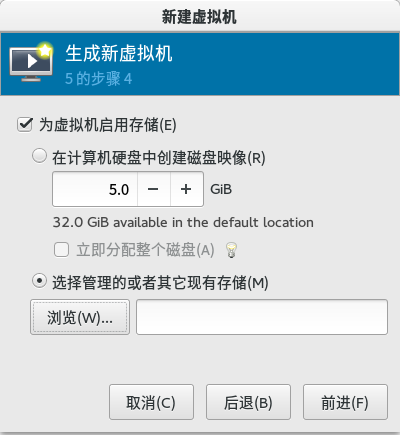 新建虚拟机
生成新虚拟机
5 的步骤 4
为虚拟机启用存储(E)
在计算机硬盘中创建磁盘映像(R)
5.0 − + GiB
32.0 GiB available in the default location
立即分配整个磁盘(A)
选择管理的或者其它现有存储(M)
浏览(W)...
取消(C) 后退(B) 前进(F)